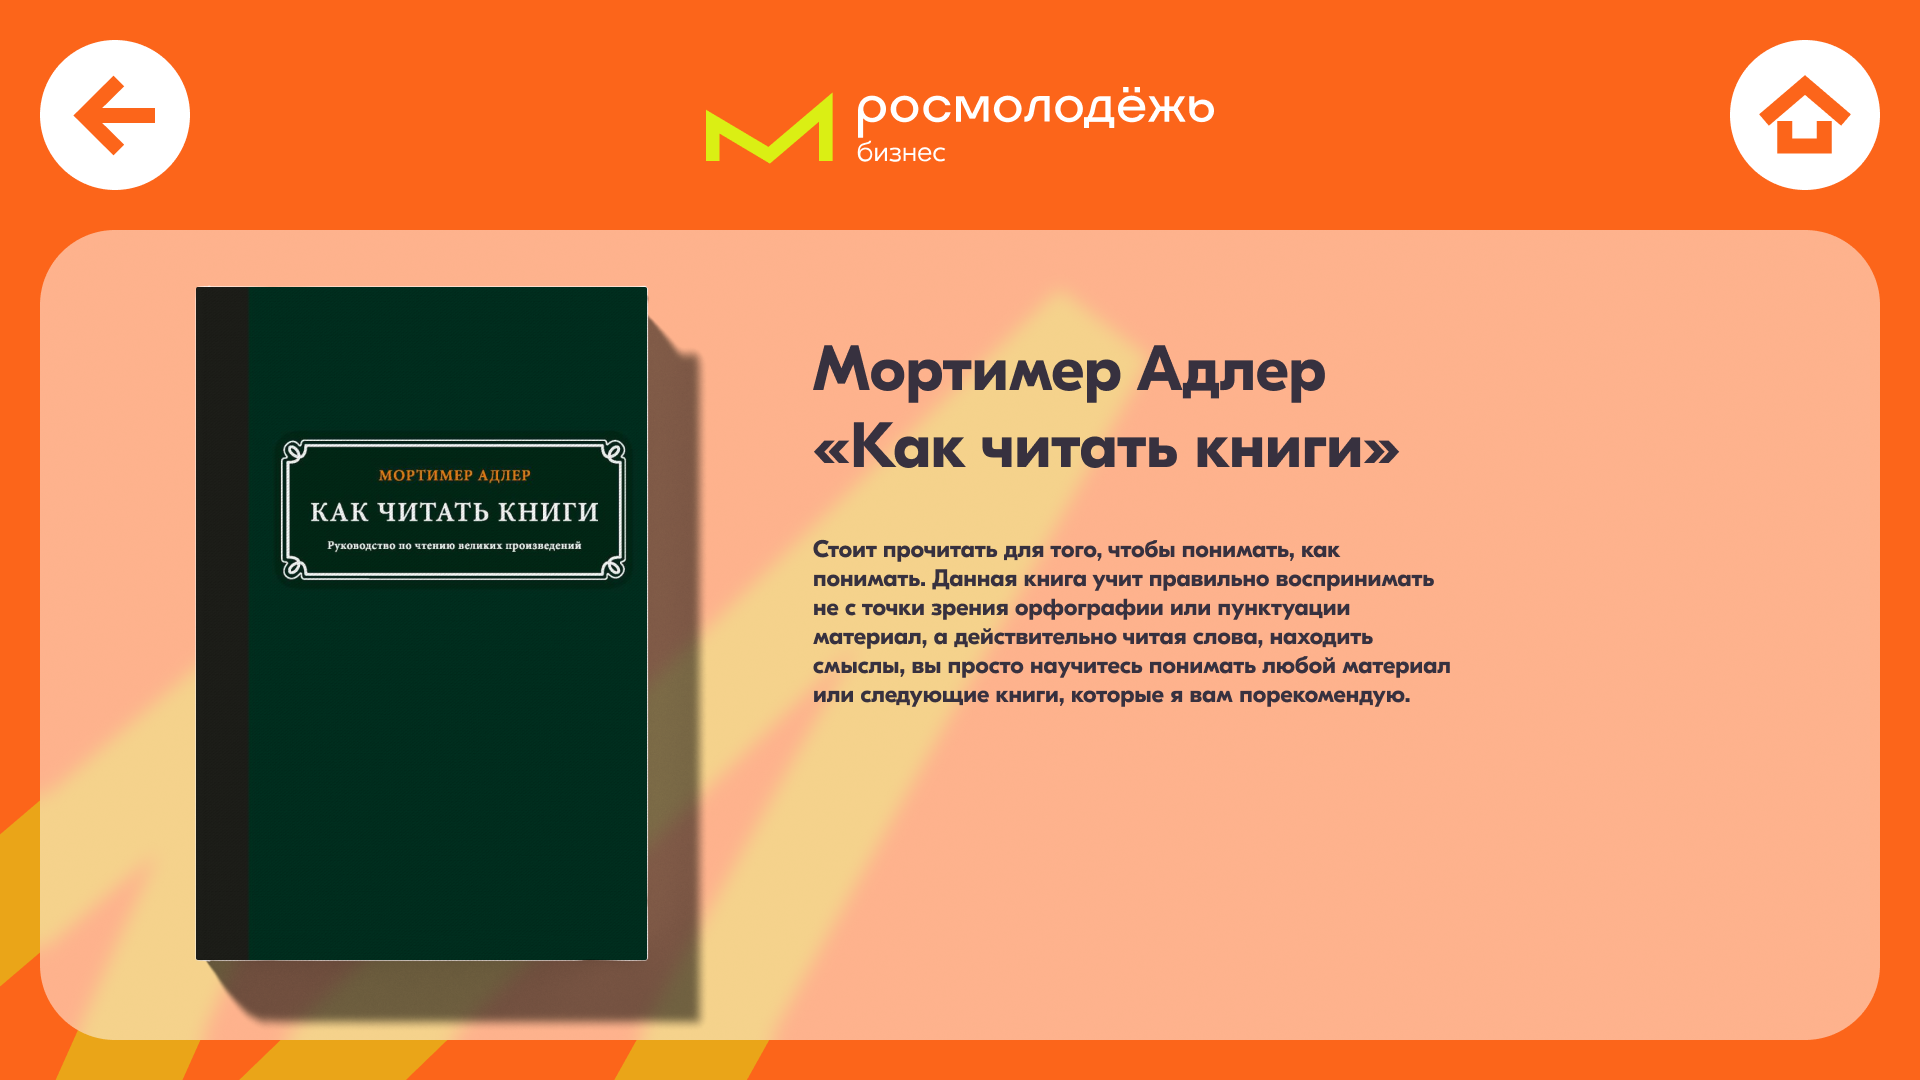 росмолодёжь
бизнес
МОРТИМЕР АДЛЕР
КАК ЧИТАТЬ КНИГИ
Руководство по чтению великих произведений
Мортимер Адлер
«Как читать книги»
Стоит прочитать для того, чтобы понимать, как
понимать. Данная книга учит правильно воспринимать
не с точки зрения орфографии или пунктуации
материал, а действительно читая слова, находить
смыслы, вы просто научитесь понимать любой материал
или следующие книги, которые я вам порекомендую.